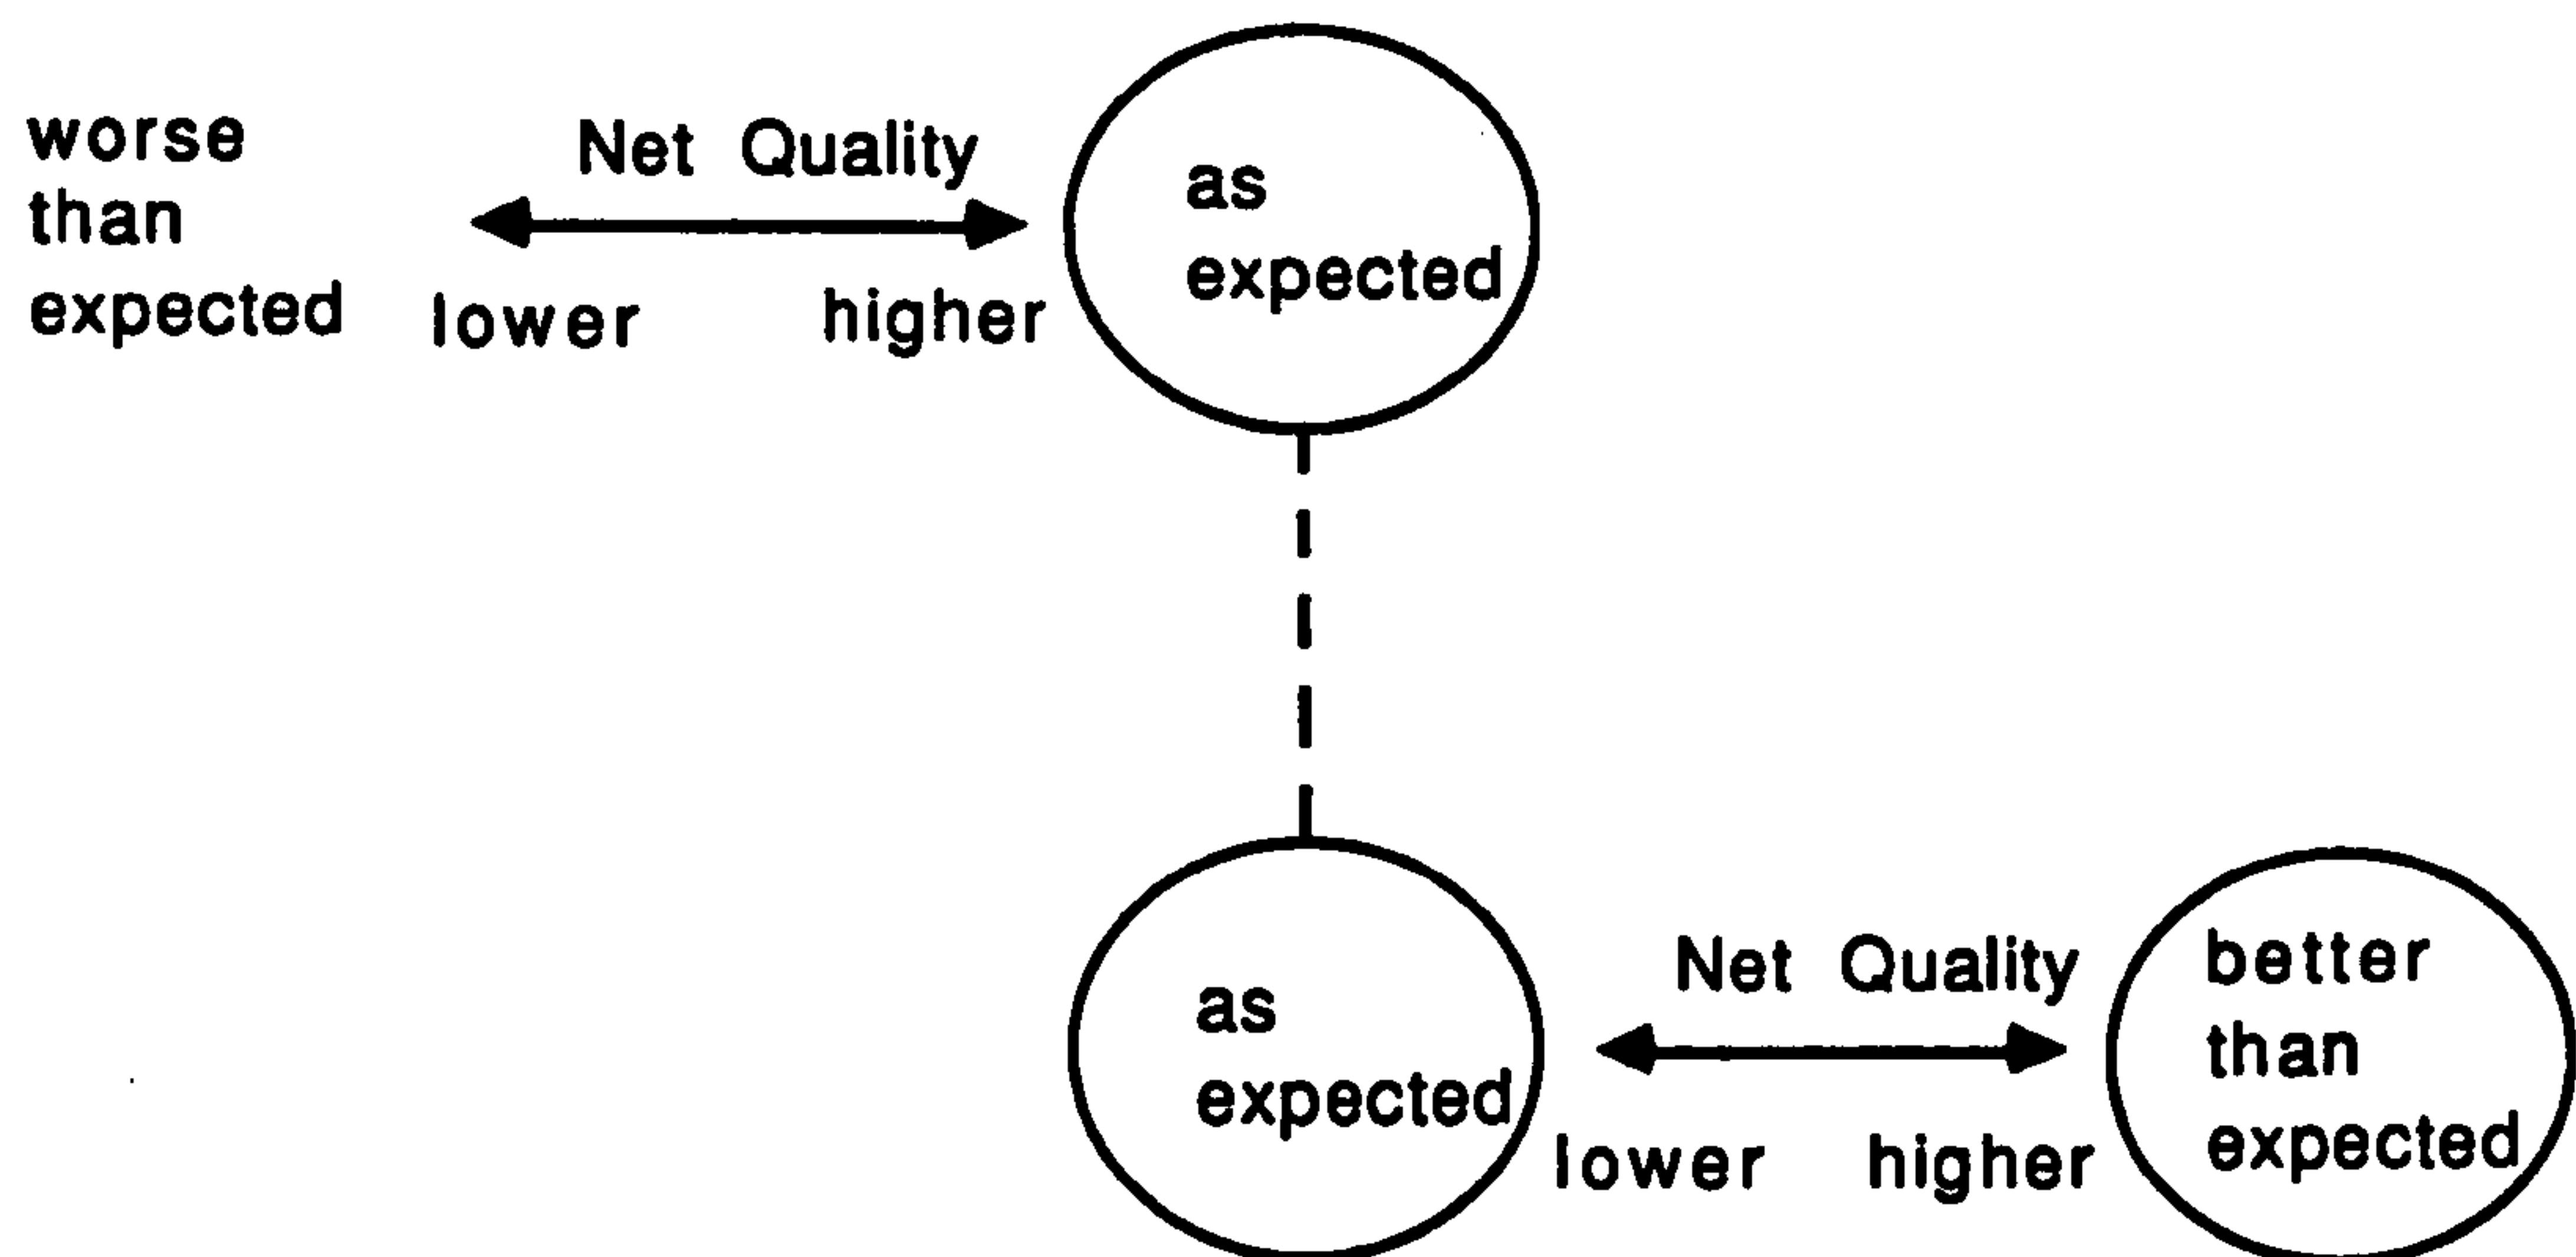 worse
than
expected
Net Quality
lower higher
as
expected
as
expected
Net Quality
lower higher
better
than
expected